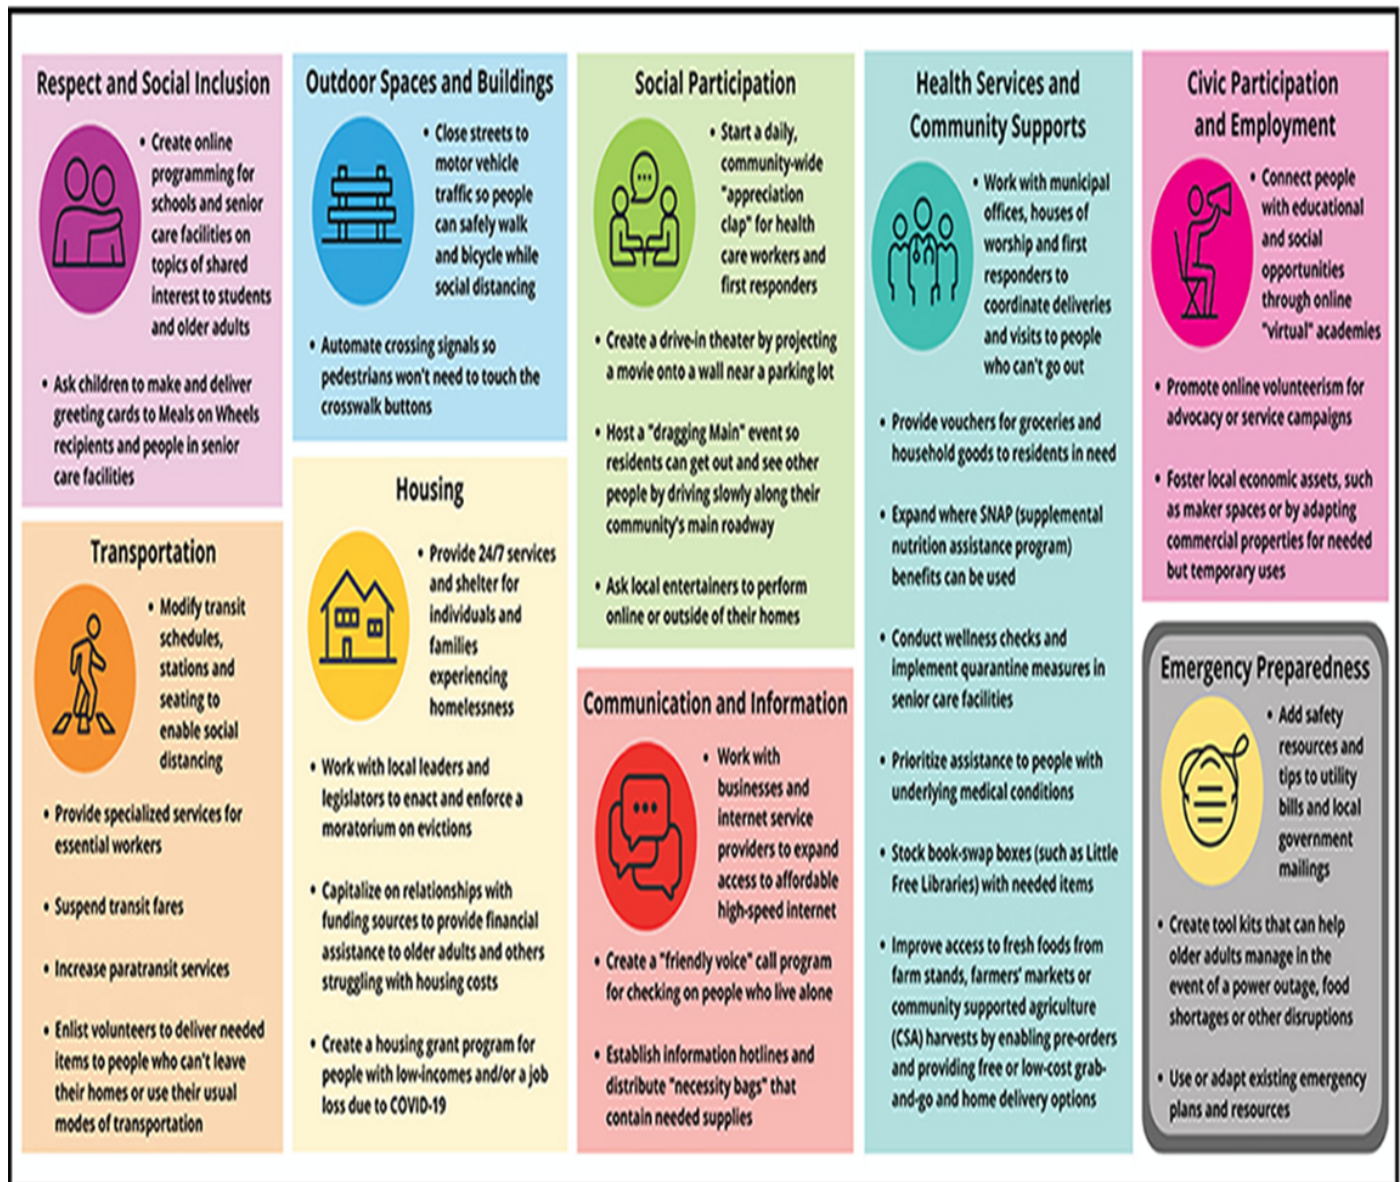 Respect and Social Inclusion
• Create online
programming for
schools and senior
care facilities on
topics of shared
interest to students
and older adults
• Ask children to make and deliver
greeting cards to Meals on Wheels
recipients and people in senior
care facilities
Transportation
• Modify transit
schedules,
stations and
seating to
enable social
distancing
• Provide specialized services for
essential workers
• Suspend transit fares
• Increase paratransit services
• Enlist volunteers to deliver needed
items to people who can't leave
their homes or use their usual
modes of transportation
Outdoor Spaces and Buildings
• Close streets to
motor vehicle
traffic so people
can safely walk
and bicycle while
social distancing
• Automate crossing signals so
pedestrians won't need to touch the
crosswalk buttons
Housing
• Provide 24/7 services
and shelter for
individuals and
families
experiencing
homelessness
• Work with local leaders and
legislators to enact and enforce a
moratorium on evictions
• Capitalize on relationships with
funding sources to provide financial
assistance to older adults and others
struggling with housing costs
• Create a housing grant program for
people with low-incomes and/or a job
loss due to COVID-19
Social Participation
• Start a daily,
community-wide
"appreciation
clap" for health
care workers and
first responders
• Create a drive-in theater by projecting
a movie onto a wall near a parking lot
• Host a "dragging Main" event so
residents can get out and see other
people by driving slowly along their
community's main roadway
• Ask local entertainers to perform
online or outside of their homes
Communication and Information
• Work with
businesses and
internet service
providers to expand
access to affordable
high-speed internet
• Create a "friendly voice" call program
for checking on people who live alone
• Establish information hotlines and
distribute "necessity bags" that
contain needed supplies
Health Services and
Community Supports
• Work with municipal
offices, houses of
worship and first
responders to
coordinate deliveries
and visits to people
who can't go out
• Provide vouchers for groceries and
household goods to residents in need
• Expand where SNAP (supplemental
nutrition assistance program)
benefits can be used
• Conduct wellness checks and
implement quarantine measures in
senior care facilities
• Prioritize assistance to people with
underlying medical conditions
• Stock book-swap boxes (such as Little
Free Libraries) with needed items
• Improve access to fresh foods from
farm stands, farmers' markets or
community supported agriculture
(CSA) harvests by enabling pre-orders
and providing free or low-cost grab-
and-go and home delivery options
Civic Participation
and Employment
• Connect people
with educational
and social
opportunities
through online
"virtual" academies
• Promote online volunteerism for
advocacy or service campaigns
• Foster local economic assets, such
as maker spaces or by adapting
commercial properties for needed
but temporary uses
Emergency Preparedness
• Add safety
resources and
tips to utility
bills and local
government
mailings
• Create tool kits that can help
older adults manage in the
event of a power outage, food
shortages or other disruptions
• Use or adapt existing emergency
plans and resources